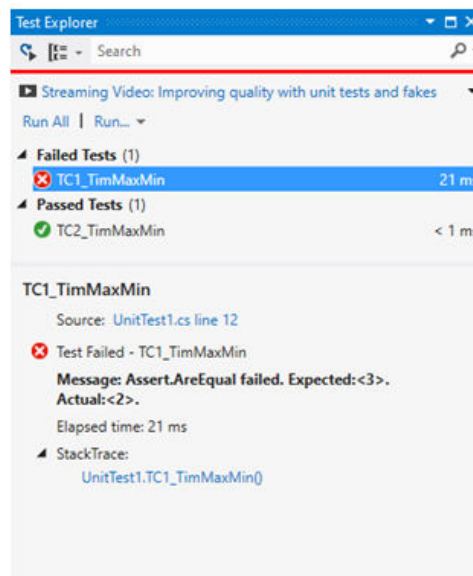 Test Explorer
Search
Streaming Video: Improving quality with unit tests and fakes
Run All | Run...
Failed Tests (1)
TC1_TimMaxMin 21 ms
Passed Tests (1)
TC2_TimMaxMin < 1 ms
TC1_TimMaxMin
Source: UnitTest1.cs line 12
Test Failed - TC1_TimMaxMin
Message: Assert.AreEqual failed. Expected:<3>.
Actual:<2>.
Elapsed time: 21 ms
StackTrace:
UnitTest1.TC1_TimMaxMin()